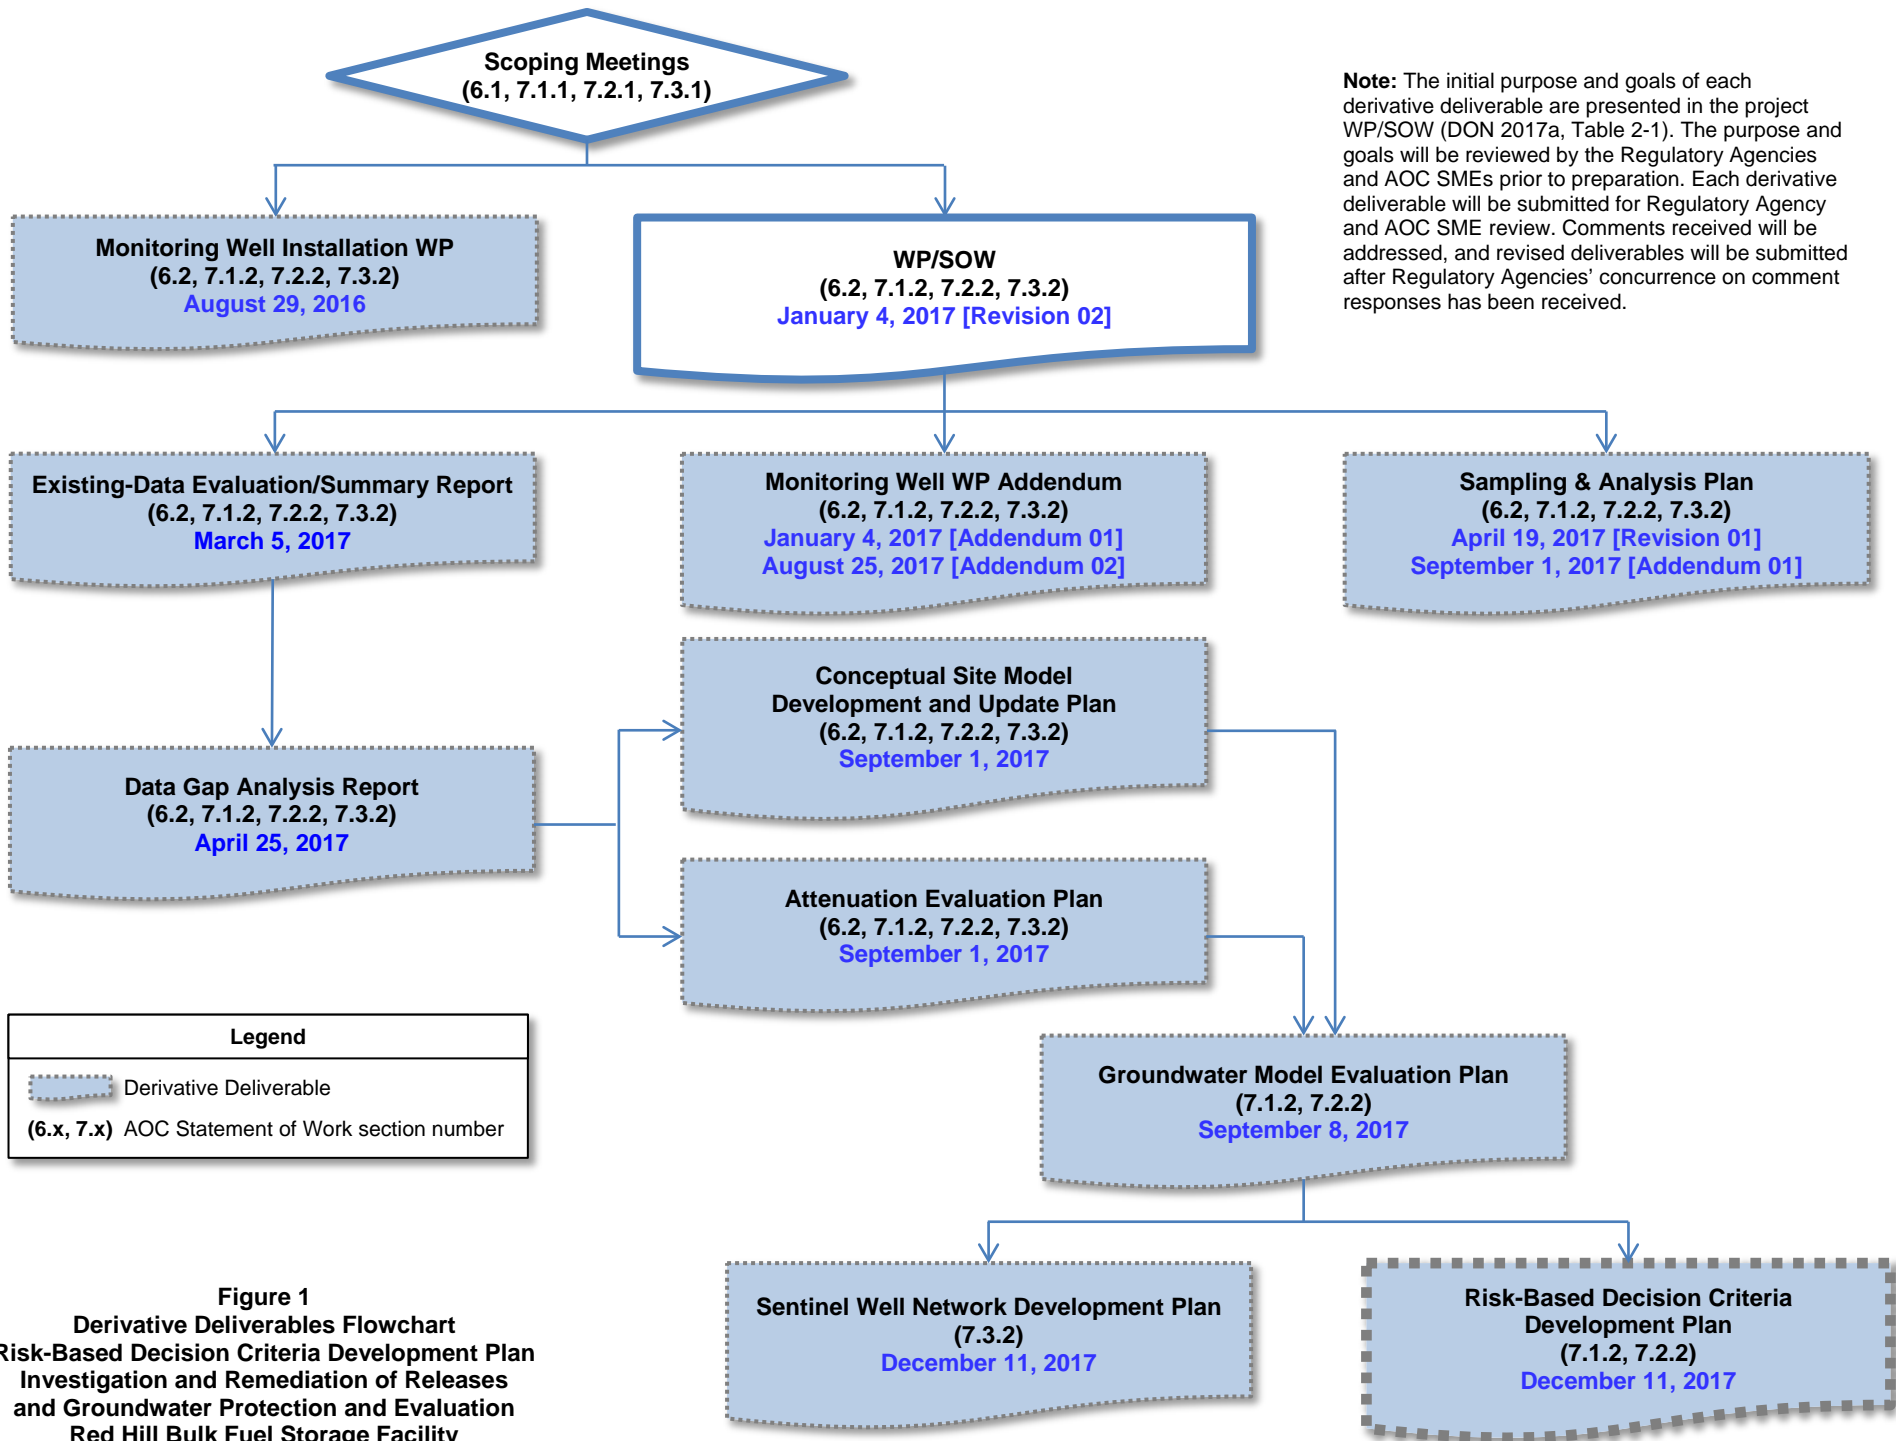 Scoping Meetings
(6.1, 7.1.1, 7.2.1, 7.3.1)
Note: The initial purpose and goals of each
derivative deliverable are presented in the project
WP/SOW (DON 2017a, Table 2-1). The purpose and
goals will be reviewed by the Regulatory Agencies
and AOC SMEs prior to preparation. Each derivative
deliverable will be submitted for Regulatory Agency
and AOC SME review. Comments received will be
addressed, and revised deliverables will be submitted
after Regulatory Agencies’ concurrence on comment
responses has been received.
Monitoring Well Installation WP
(6.2, 7.1.2, 7.2.2, 7.3.2)
August 29, 2016
WP/SOW
(6.2, 7.1.2, 7.2.2, 7.3.2)
January 4, 2017 [Revision 02]
Existing-Data Evaluation/Summary Report
(6.2, 7.1.2, 7.2.2, 7.3.2)
March 5, 2017
Monitoring Well WP Addendum
(6.2, 7.1.2, 7.2.2, 7.3.2)
January 4, 2017 [Addendum 01]
August 25, 2017 [Addendum 02]
Sampling & Analysis Plan
(6.2, 7.1.2, 7.2.2, 7.3.2)
April 19, 2017 [Revision 01]
September 1, 2017 [Addendum 01]
Conceptual Site Model
Development and Update Plan
(6.2, 7.1.2, 7.2.2, 7.3.2)
September 1, 2017
Data Gap Analysis Report
(6.2, 7.1.2, 7.2.2, 7.3.2)
April 25, 2017
Attenuation Evaluation Plan
(6.2, 7.1.2, 7.2.2, 7.3.2)
September 1, 2017
Legend
Derivative Deliverable
(6.x, 7.x) AOC Statement of Work section number
Groundwater Model Evaluation Plan
(7.1.2, 7.2.2)
September 8, 2017
Sentinel Well Network Development Plan
(7.3.2)
December 11, 2017
Risk-Based Decision Criteria
Development Plan
(7.1.2, 7.2.2)
December 11, 2017
Figure 1
Derivative Deliverables Flowchart
Risk-Based Decision Criteria Development Plan
Investigation and Remediation of Releases
and Groundwater Protection and Evaluation
Red Hill Bulk Fuel Storage Facility